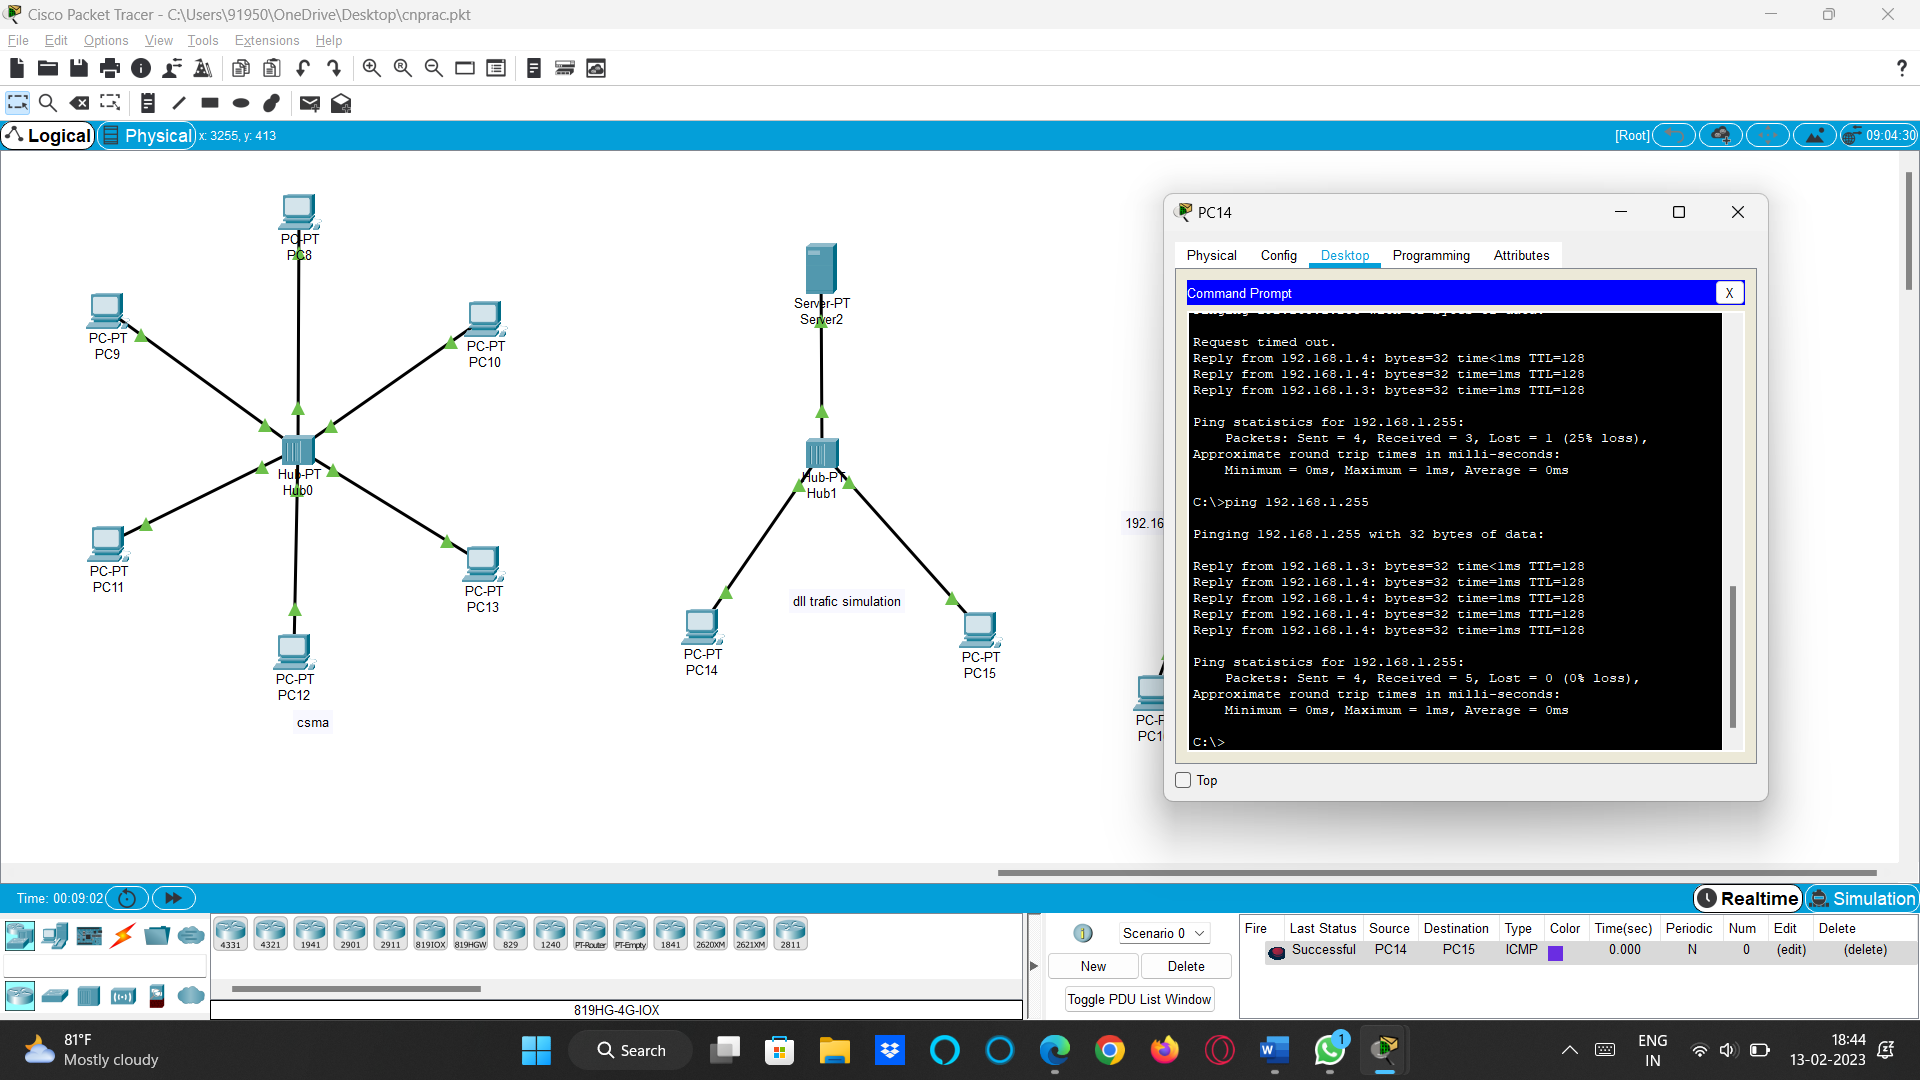 Cisco Packet Tracer - C:\Users\91950\OneDrive\Desktop\cnprac.pkt
File Edit Options View Tools Extensions Help
?
Logical Physical x: 3255, y: 413 [Root] 09:04:30
PC-PT
PC8
PC-PT
PC9
PC-PT
PC10
Hub-PT
Hub0
PC-PT
PC11
PC-PT
PC13
PC-PT
PC12
csma
Server-PT
Server2
Hub-PT
Hub1
dll trafic simulation
PC-PT
PC14
PC-PT
PC15
192.16
PC-P
PC1
PC14
Physical Config Desktop Programming Attributes
Command Prompt X
Request timed out.
Reply from 192.168.1.4: bytes=32 time<1ms TTL=128
Reply from 192.168.1.4: bytes=32 time=1ms TTL=128
Reply from 192.168.1.3: bytes=32 time=1ms TTL=128
Ping statistics for 192.168.1.255:
Packets: Sent = 4, Received = 3, Lost = 1 (25% loss),
Approximate round trip times in milli-seconds:
Minimum = 0ms, Maximum = 1ms, Average = 0ms
C:\>ping 192.168.1.255
Pinging 192.168.1.255 with 32 bytes of data:
Reply from 192.168.1.3: bytes=32 time<1ms TTL=128
Reply from 192.168.1.4: bytes=32 time=1ms TTL=128
Reply from 192.168.1.4: bytes=32 time=1ms TTL=128
Reply from 192.168.1.4: bytes=32 time=1ms TTL=128
Reply from 192.168.1.4: bytes=32 time=1ms TTL=128
Ping statistics for 192.168.1.255:
Packets: Sent = 4, Received = 5, Lost = 0 (0% loss),
Approximate round trip times in milli-seconds:
Minimum = 0ms, Maximum = 1ms, Average = 0ms
C:\>
Top
Time: 00:09:02 Realtime Simulation
4331 4321 1941 2901 2911 819IOX 819HGW 829 1240 PT-Router PT-Empty 1841 2620XM 2621XM 2811
819HG-4G-IOX
1 Scenario 0
New Delete
Toggle PDU List Window
Fire Last Status Source Destination Type Color Time(sec) Periodic Num Edit Delete
Successful PC14 PC15 ICMP 0.000 N 0 (edit) (delete)
81°F
Mostly cloudy
Search
1
ENG
IN
18:44
13-02-2023